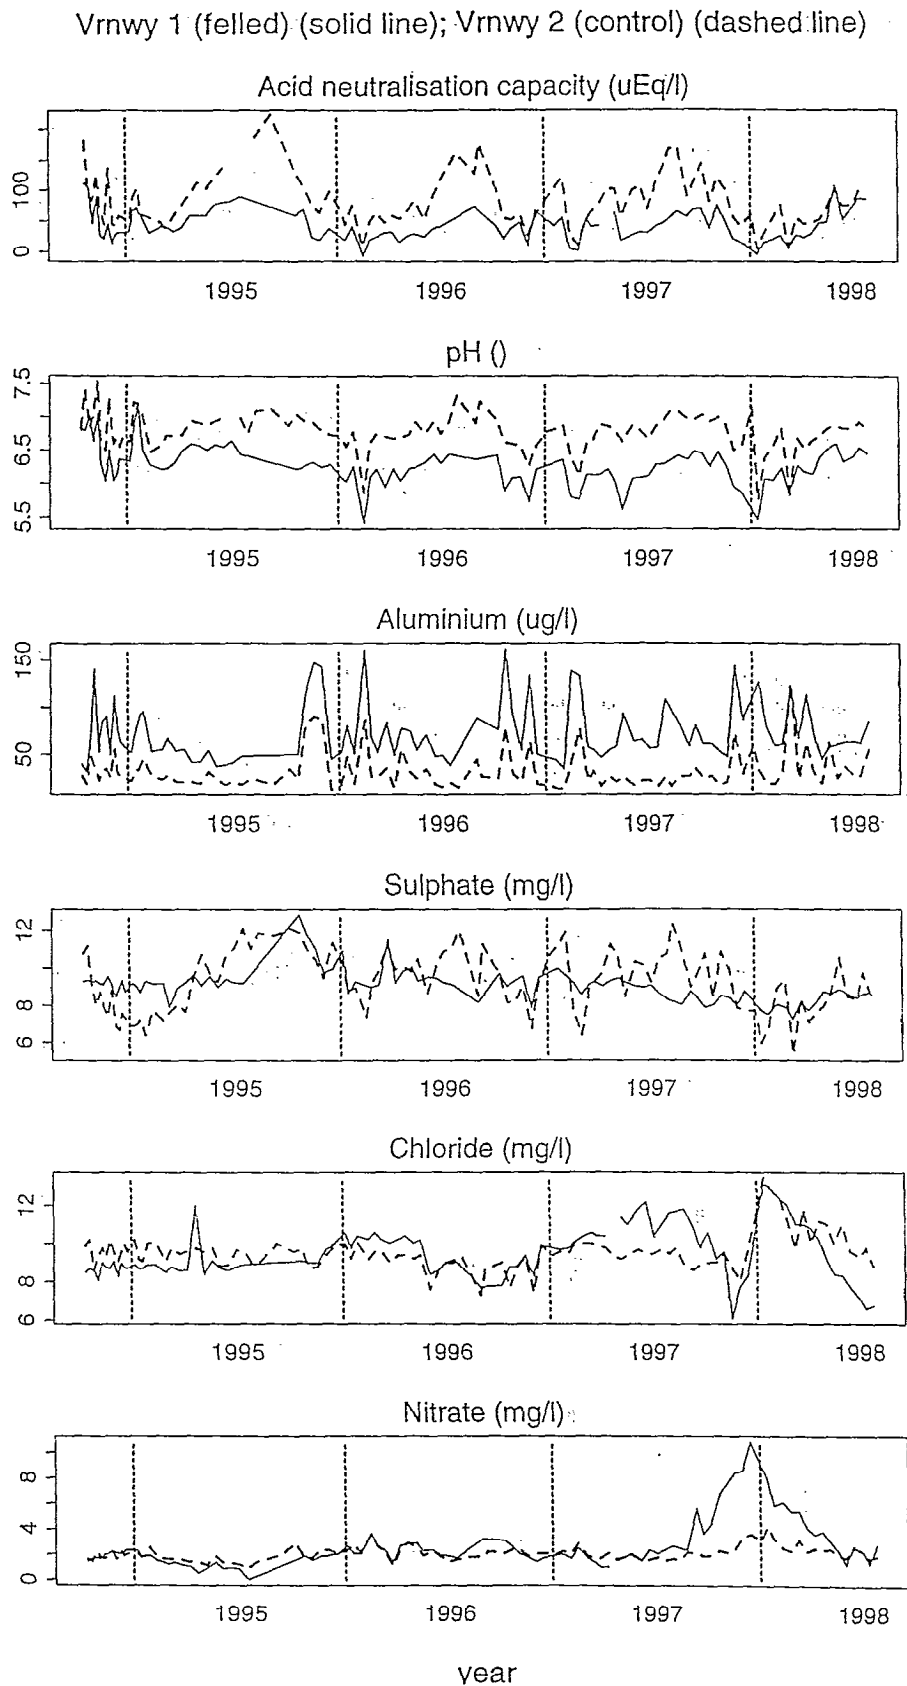 Vrnwy 1 (felled) (solid line); Vrnwy 2 (control) (dashed line)
Acid neutralisation capacity (uEq/l)
100
0
1995 1996 1997 1998
pH ()
7.5
6.5
5.5
1995 1996 1997 1998
Aluminium (ug/l)
150
50
1995 1996 1997 1998
Sulphate (mg/l)
12
8
6
1995 1996 1997 1998
Chloride (mg/l)
12
8
6
1995 1996 1997 1998
Nitrate (mg/l)
8
4
0
1995 1996 1997 1998
year